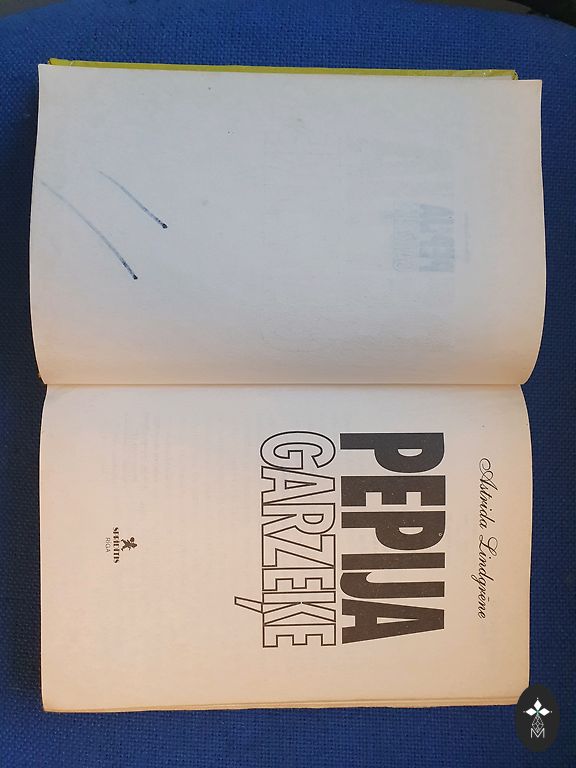 Astrida Lindgrēne
PEPIJA
GARZEĶE
SPRĪDĪTIS
RĪGA
M